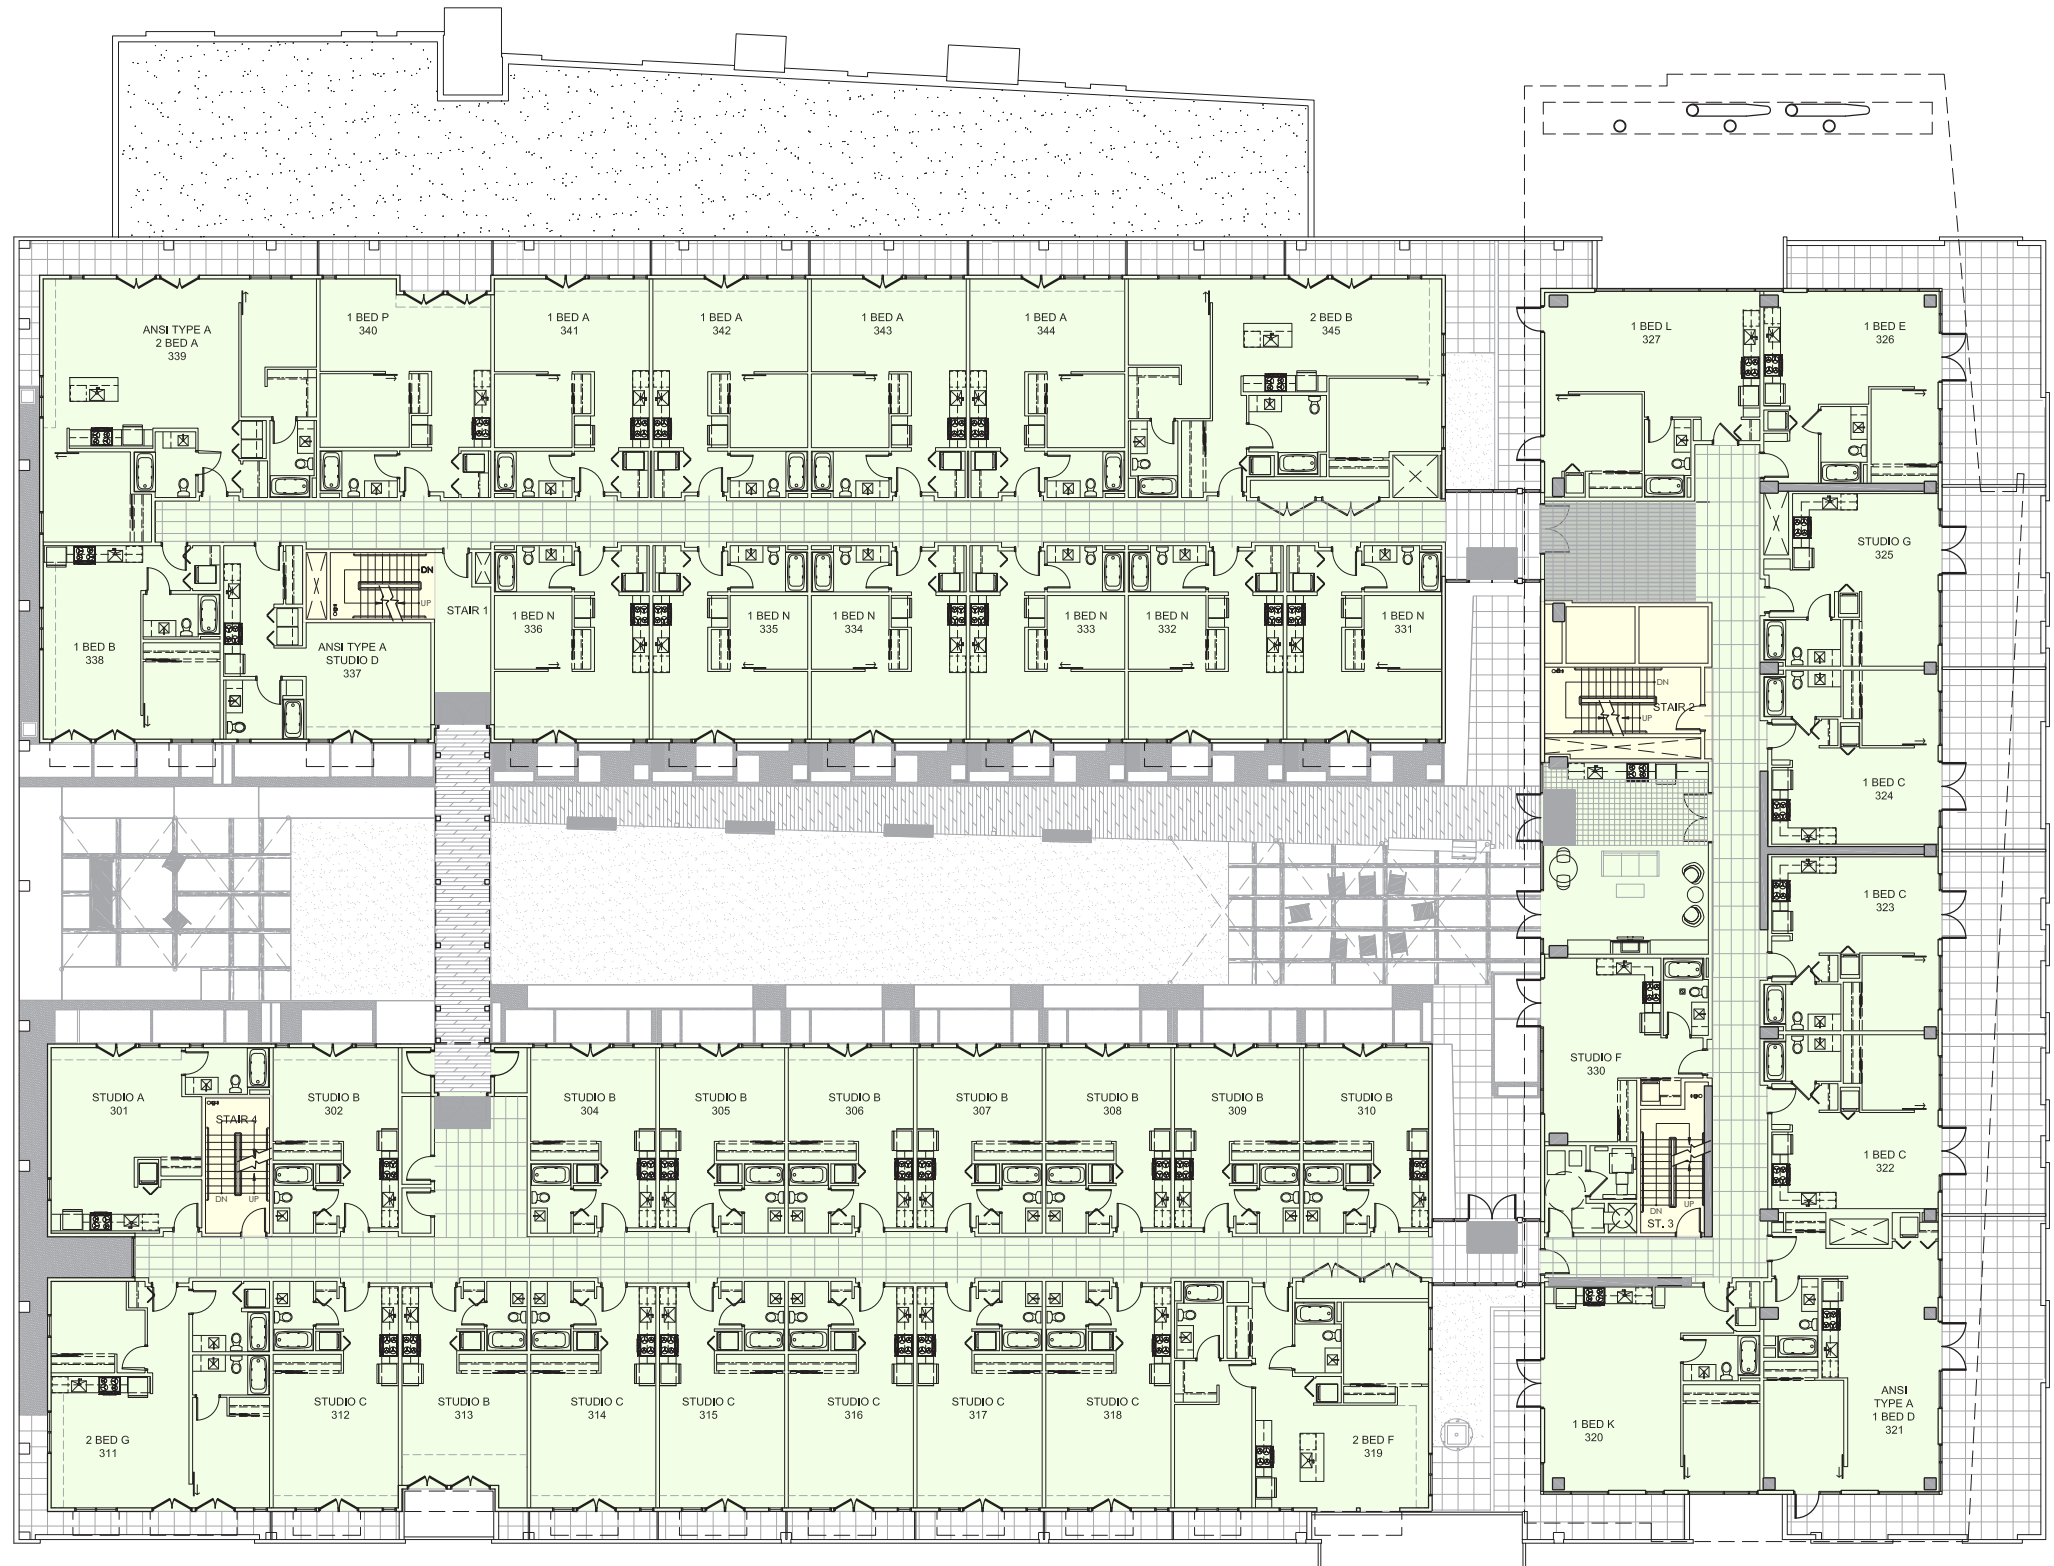 ANSI TYPE A
2 BED A
339
1 BED P
340
1 BED A
341
1 BED A
342
1 BED A
343
1 BED A
344
2 BED B
345
1 BED L
327
1 BED E
326
STUDIO G
325
1 BED B
338
ANSI TYPE A
STUDIO D
337
DN
UP
STAIR 1
1 BED N
336
1 BED N
335
1 BED N
334
1 BED N
333
1 BED N
332
1 BED N
331
DN
STAIR 2
UP
1 BED C
324
1 BED C
323
STUDIO F
330
STUDIO A
301
STAIR 4
DN
UP
STUDIO B
302
STUDIO B
304
STUDIO B
305
STUDIO B
306
STUDIO B
307
STUDIO B
308
STUDIO B
309
STUDIO B
310
1 BED C
322
DN
UP
ST. 3
2 BED G
311
STUDIO C
312
STUDIO B
313
STUDIO C
314
STUDIO C
315
STUDIO C
316
STUDIO C
317
STUDIO C
318
2 BED F
319
1 BED K
320
ANSI
TYPE A
1 BED D
321